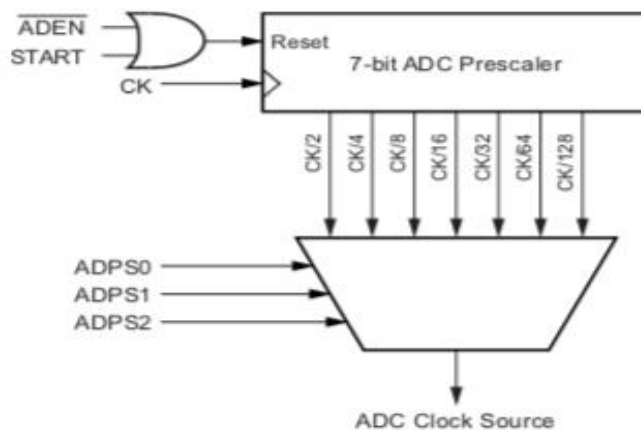 ADEN
START
Reset
CK
7-bit ADC Prescaler
CK/2
CK/4
CK/8
CK/16
CK/32
CK/64
CK/128
ADPS0
ADPS1
ADPS2
ADC Clock Source